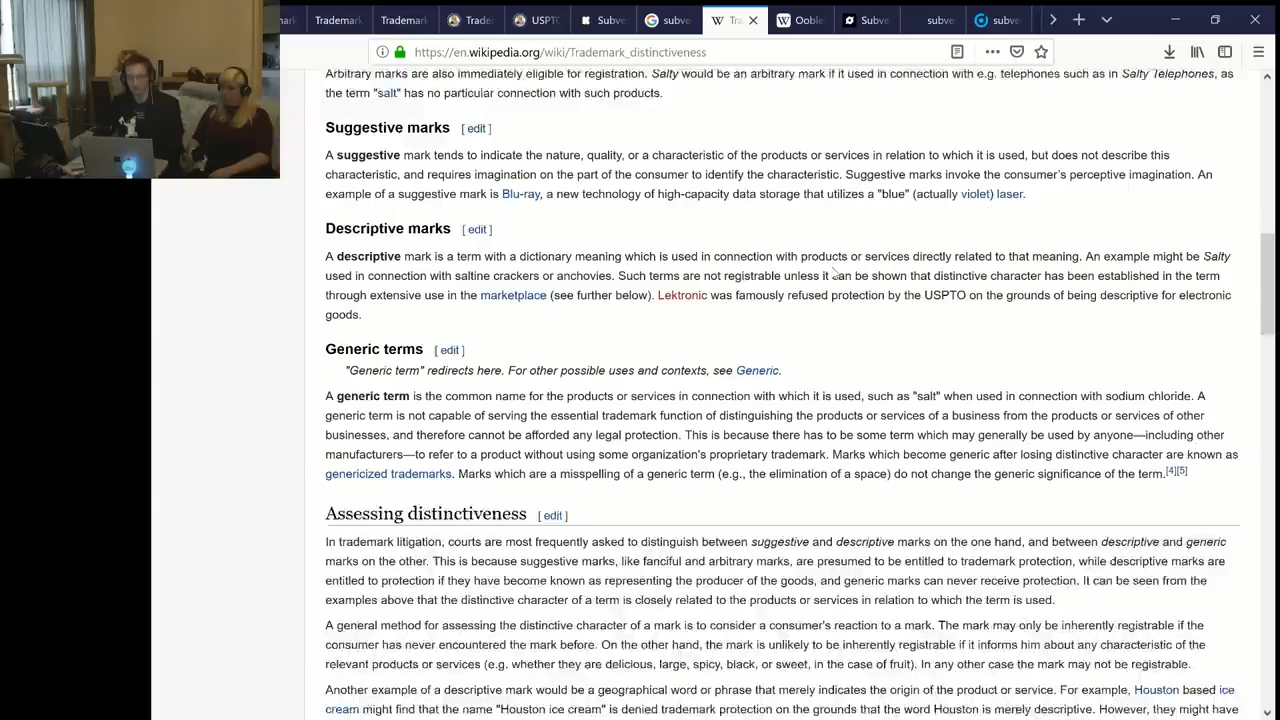 Trademark
Trademark
Trader
USPTO
Subve
subve
Tra
Ooble
Subve
subve
subve
https://en.wikipedia.org/wiki/Trademark_distinctiveness
Arbitrary marks are also immediately eligible for registration. Salty would be an arbitrary mark if it used in connection with e.g. telephones such as in Salty Telephones, as
the term "salt" has no particular connection with such products.
Suggestive marks [ edit ]
A suggestive mark tends to indicate the nature, quality, or a characteristic of the products or services in relation to which it is used, but does not describe this
characteristic, and requires imagination on the part of the consumer to identify the characteristic. Suggestive marks invoke the consumer's perceptive imagination. An
example of a suggestive mark is Blu-ray, a new technology of high-capacity data storage that utilizes a "blue" (actually violet) laser.
Descriptive marks [ edit ]
A descriptive mark is a term with a dictionary meaning which is used in connection with products or services directly related to that meaning. An example might be Salty
used in connection with saltine crackers or anchovies. Such terms are not registrable unless it can be shown that distinctive character has been established in the term
through extensive use in the marketplace (see further below). Lektronic was famously refused protection by the USPTO on the grounds of being descriptive for electronic
goods.
Generic terms [ edit ]
"Generic term" redirects here. For other possible uses and contexts, see Generic.
A generic term is the common name for the products or services in connection with which it is used, such as "salt" when used in connection with sodium chloride. A
generic term is not capable of serving the essential trademark function of distinguishing the products or services of a business from the products or services of other
businesses, and therefore cannot be afforded any legal protection. This is because there has to be some term which may generally be used by anyone—including other
manufacturers—to refer to a product without using some organization's proprietary trademark. Marks which become generic after losing distinctive character are known as
genericized trademarks. Marks which are a misspelling of a generic term (e.g., the elimination of a space) do not change the generic significance of the term.[4][5]
Assessing distinctiveness [ edit ]
In trademark litigation, courts are most frequently asked to distinguish between suggestive and descriptive marks on the one hand, and between descriptive and generic
marks on the other. This is because suggestive marks, like fanciful and arbitrary marks, are presumed to be entitled to trademark protection, while descriptive marks are
entitled to protection if they have become known as representing the producer of the goods, and generic marks can never receive protection. It can be seen from the
examples above that the distinctive character of a term is closely related to the products or services in relation to which the term is used.
A general method for assessing the distinctive character of a mark is to consider a consumer's reaction to a mark. The mark may only be inherently registrable if the
consumer has never encountered the mark before. On the other hand, the mark is unlikely to be inherently registrable if it informs him about any characteristic of the
relevant products or services (e.g. whether they are delicious, large, spicy, black, or sweet, in the case of fruit). In any other case the mark may not be registrable.
Another example of a descriptive mark would be a geographical word or phrase that merely indicates the origin of the product or service. For example, Houston based ice
cream might find that the name "Houston ice cream" is denied trademark protection on the grounds that the word Houston is merely descriptive. However, they might have